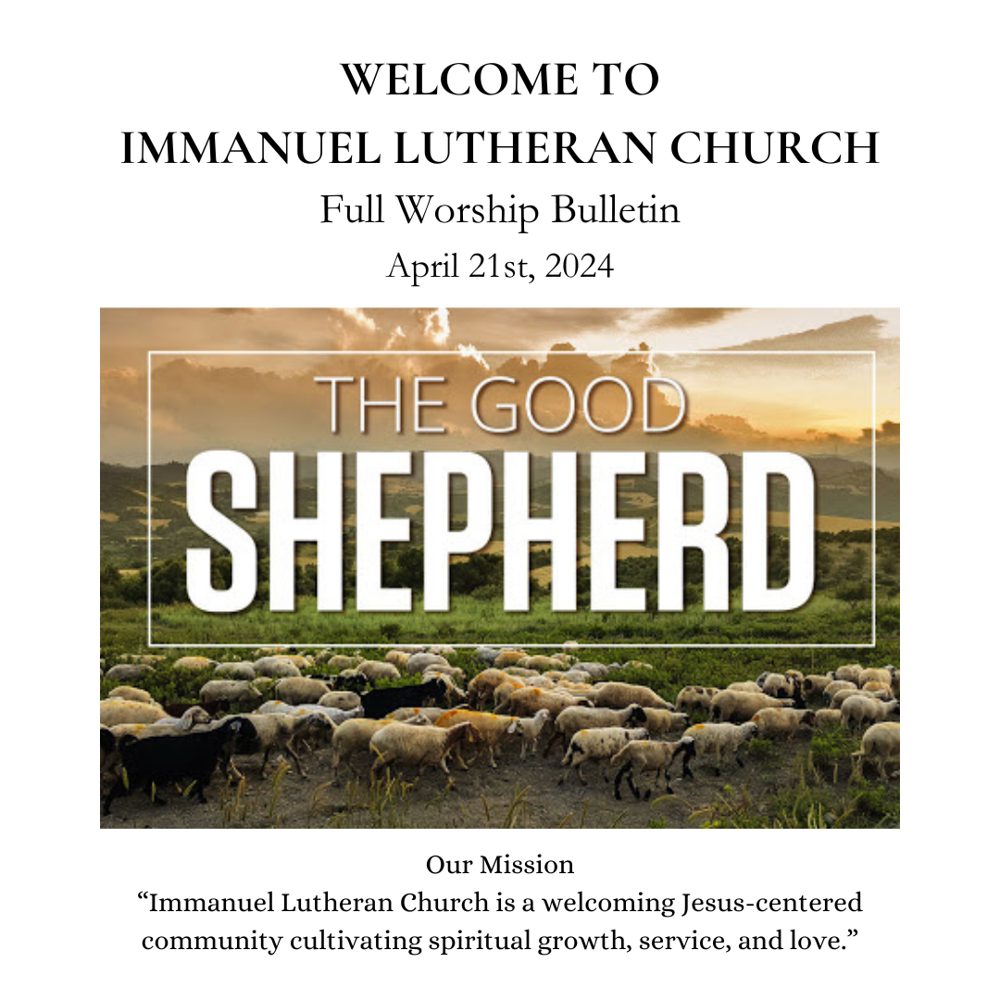 WELCOME TO
IMMANUEL LUTHERAN CHURCH
Full Worship Bulletin
April 21st, 2024
THE GOOD
SHEPHERD
Our Mission
“Immanuel Lutheran Church is a welcoming Jesus-centered
community cultivating spiritual growth, service, and love.”